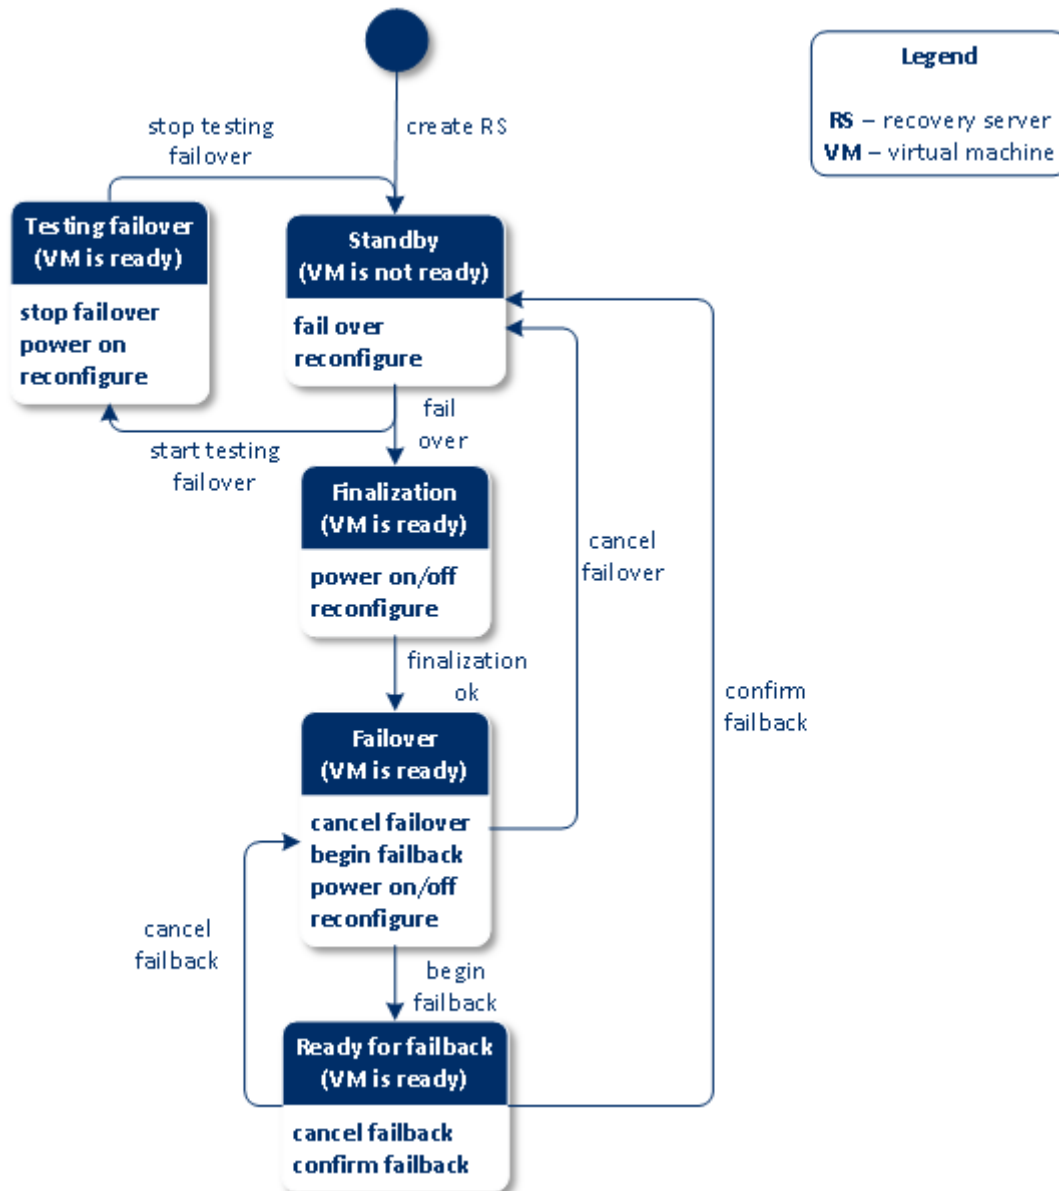 Legend
RS – recovery server
VM – virtual machine
create RS
stop testing
failover
Testing failover
(VM is ready)
stop failover
power on
reconfigure
Standby
(VM is not ready)
fail over
reconfigure
start testing
failover
fail
over
Finalization
(VM is ready)
power on/off
reconfigure
cancel
failover
finalization
ok
confirm
failback
Failover
(VM is ready)
cancel failover
begin failback
power on/off
reconfigure
cancel
failback
begin
failback
Ready for failback
(VM is ready)
cancel failback
confirm failback